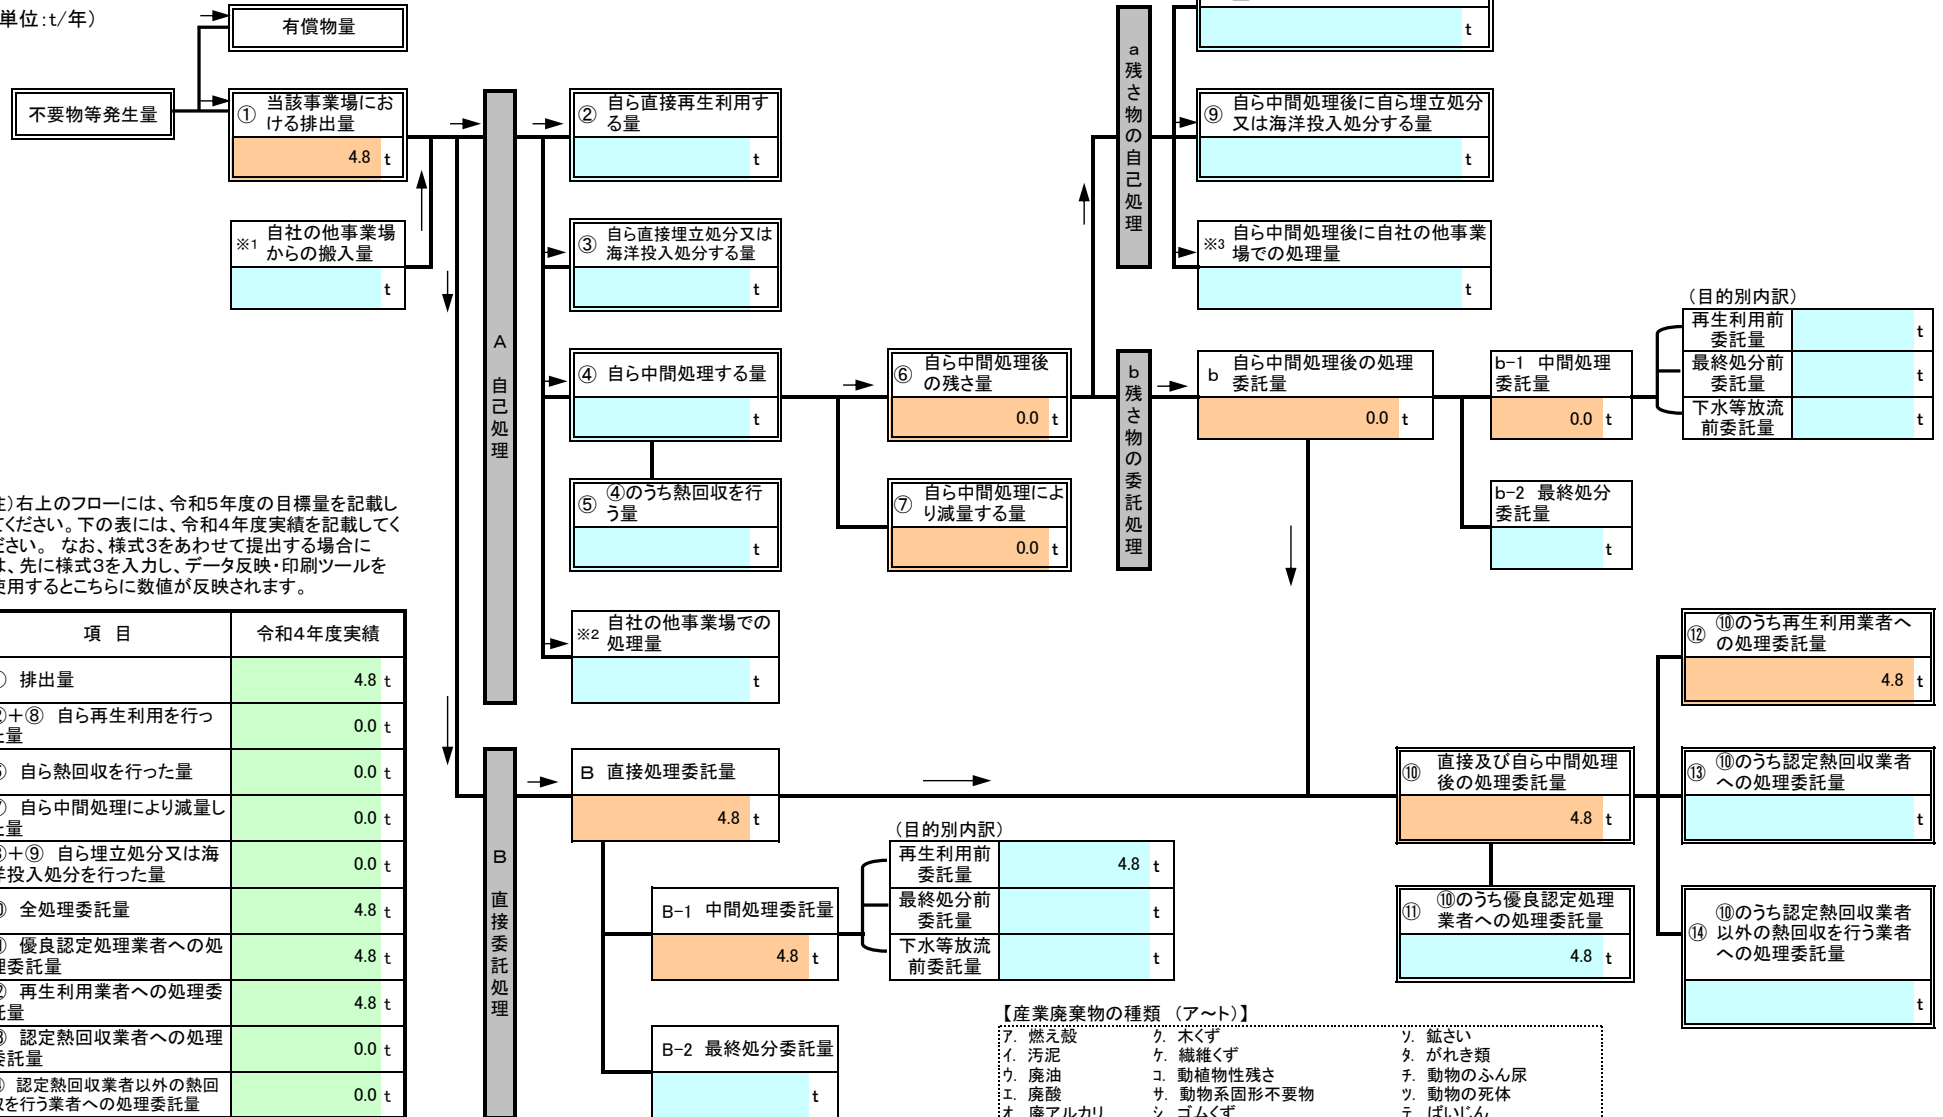 単位:t/年）
有償物量
不要物等発生量
① 当該事業場にお
ける排出量
4.8 t
※1 自社の他事業場
からの搬入量
t
A 自己処理
② 自ら直接再生利用す
る量
t
③ 自ら直接埋立処分又は
海洋投入処分する量
t
④ 自ら中間処理する量
t
⑤ ④のうち熱回収を行
う量
t
※2 自社の他事業場での
処理量
t
⑥ 自ら中間処理後
の残さ量
0.0 t
⑦ 自ら中間処理によ
り減量する量
0.0 t
a 残さ物の自己処理
t
⑨ 自ら中間処理後に自ら埋立処分
又は海洋投入処分する量
t
※3 自ら中間処理後に自社の他事業
場での処理量
t
b 残さ物の委託処理
b 自ら中間処理後の処理
委託量
0.0 t
b-1 中間処理
委託量
0.0 t
b-2 最終処分
委託量
t
（目的別内訳）
再生利用前
委託量
t
最終処分前
委託量
t
下水等放流
前委託量
t
注）右上のフローには、令和5年度の目標量を記載し
てください。下の表には、令和4年度実績を記載してく
ださい。 なお、様式3をあわせて提出する場合に
は、先に様式3を入力し、データ反映・印刷ツールを
使用するとこちらに数値が反映されます。
項 目 令和4年度実績
① 排出量 4.8 t
②＋⑧ 自ら再生利用を行っ
た量 0.0 t
⑤ 自ら熱回収を行った量 0.0 t
⑦ 自ら中間処理により減量し
た量 0.0 t
③＋⑨ 自ら埋立処分又は海
洋投入処分を行った量 0.0 t
⑩ 全処理委託量 4.8 t
⑪ 優良認定処理業者への処
理委託量 4.8 t
⑫ 再生利用業者への処理委
託量 4.8 t
⑬ 認定熱回収業者への処理
委託量 0.0 t
⑭ 認定熱回収業者以外の熱回
収を行う業者への処理委託量 0.0 t
B 直接委託処理
B 直接処理委託量
4.8 t
B-1 中間処理委託量
4.8 t
B-2 最終処分委託量
t
（目的別内訳）
再生利用前
委託量
4.8 t
最終処分前
委託量
t
下水等放流
前委託量
t
⑩ 直接及び自ら中間処理
後の処理委託量
4.8 t
⑪ ⑩のうち優良認定処理
業者への処理委託量
4.8 t
⑫ ⑩のうち再生利用業者へ
の処理委託量
4.8 t
⑬ ⑩のうち認定熱回収業者
への処理委託量
t
⑭ ⑩のうち認定熱回収業者
以外の熱回収を行う業者
への処理委託量
t
【産業廃棄物の種類 （ア～ト）】
ｱ. 燃え殻 ｸ. 木くず ｿ. 鉱さい
ｲ. 汚泥 ｹ. 繊維くず ﾀ. がれき類
ｳ. 廃油 ｺ. 動植物性残さ ﾁ. 動物のふん尿
ｴ. 廃酸 ｻ. 動物系固形不要物 ﾂ. 動物の死体
ｵ. 廃アルカリ ｼ. ゴムくず ﾃ. ばいじん